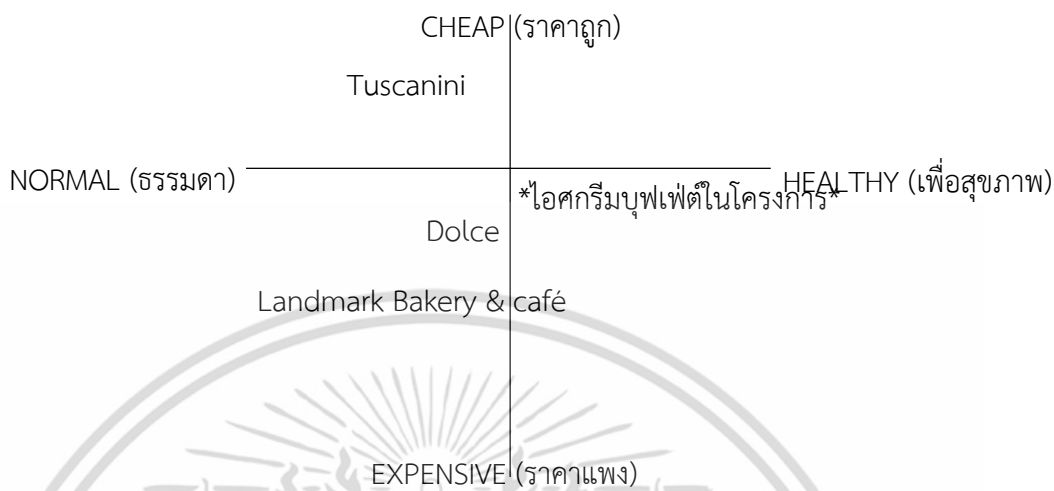 CHEAP (ราคาถูก)
Tuscanini
NORMAL (ธรรมดา)
HEALTHY (เพื่อสุขภาพ)
*ไอศกรีมบุฟเฟ่ต์ในโครงการ*
Dolce
Landmark Bakery & café
EXPENSIVE (ราคาแพง)